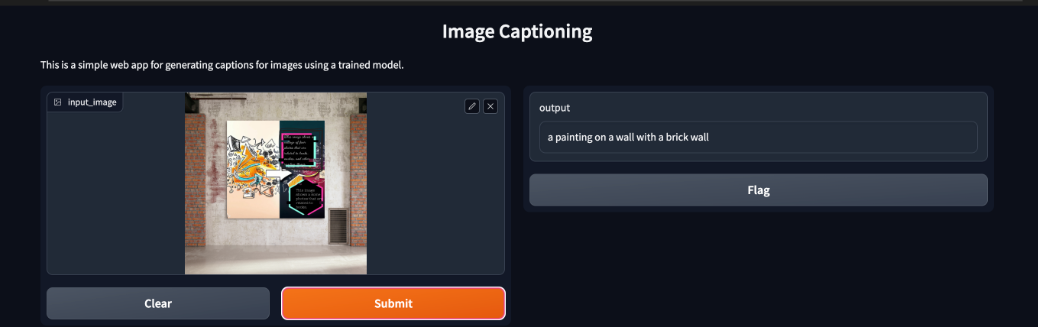 Image Captioning
This is a simple web app for generating captions for images using a trained model.
input_image
output
a painting on a wall with a brick wall
Flag
Clear
Submit